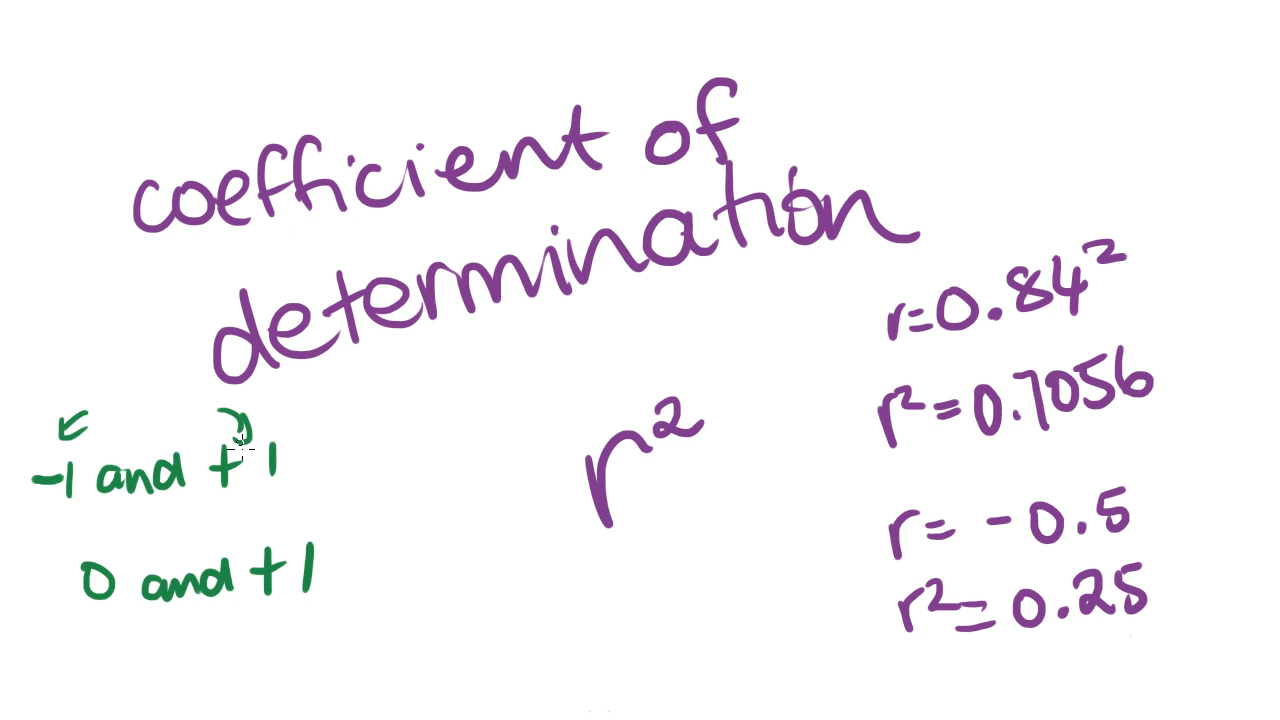 coefficient of
determination
r=0.84²
r²=0.7056
r²
-1 and +1
r= -0.5
0 and +1
r²=0.25